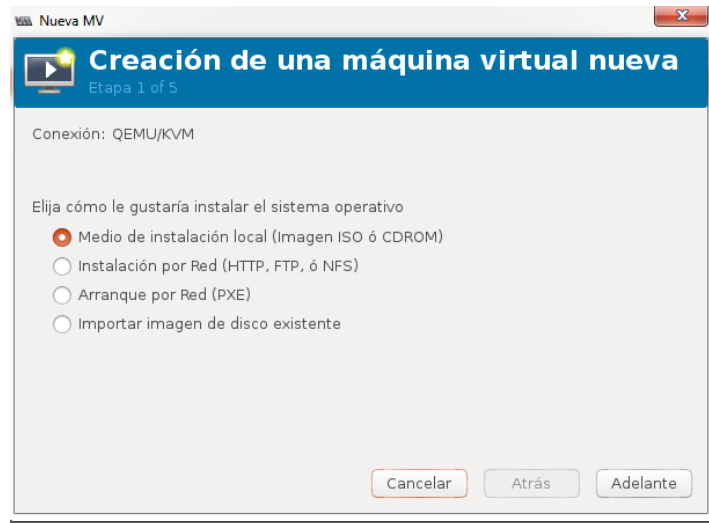 Nueva MV
Creación de una máquina virtual nueva
Etapa 1 of 5
Conexión: QEMU/KVM
Elija cómo le gustaría instalar el sistema operativo
Medio de instalación local (Imagen ISO ó CDROM)
Instalación por Red (HTTP, FTP, ó NFS)
Arranque por Red (PXE)
Importar imagen de disco existente
Cancelar Atrás Adelante